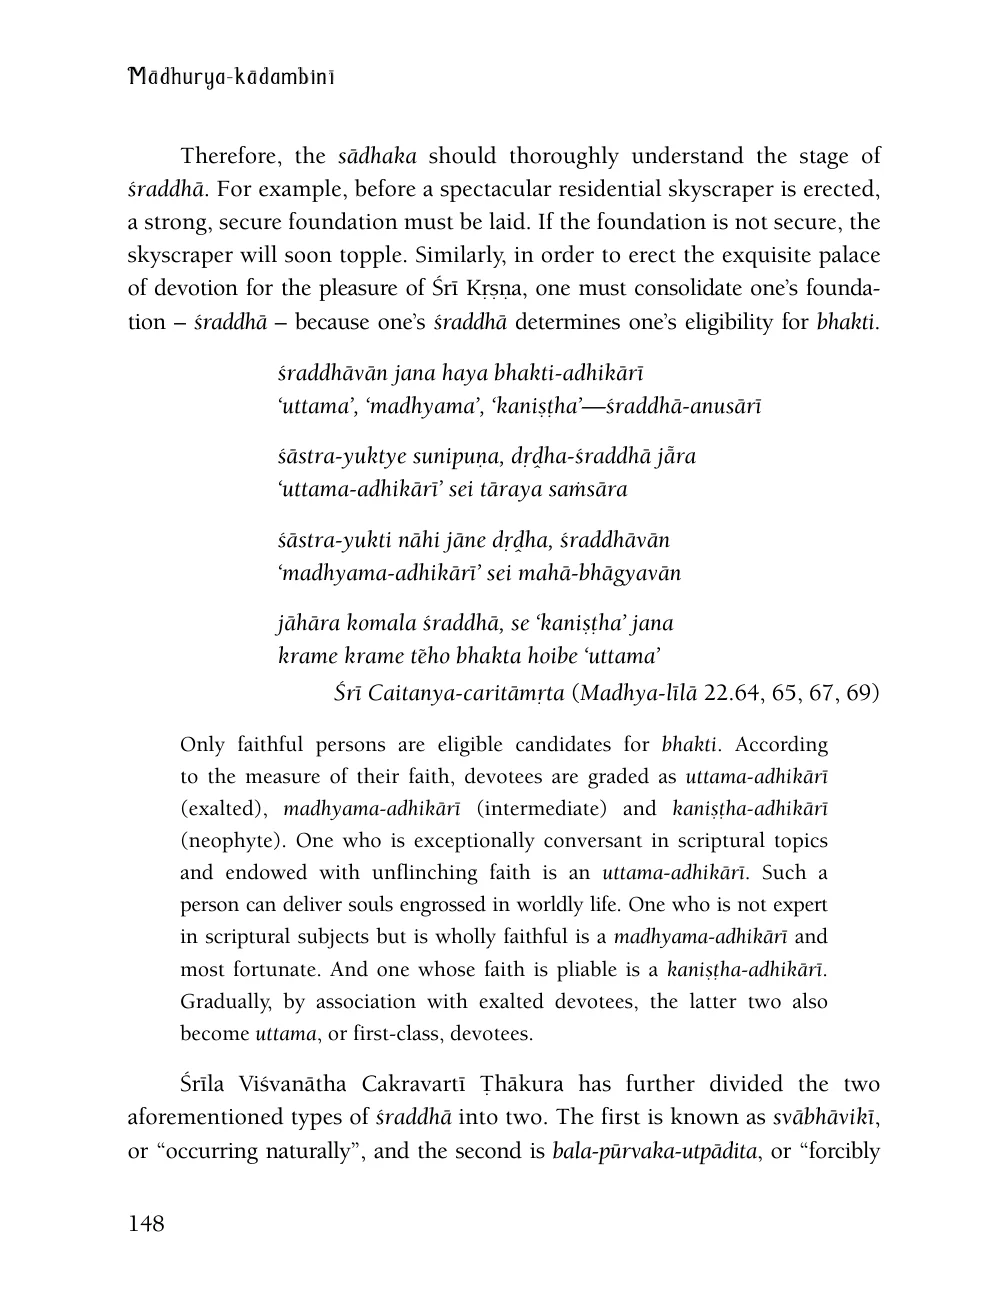 Mādhurya-kādambinī
Therefore, the sādhaka should thoroughly understand the stage of
śraddhā. For example, before a spectacular residential skyscraper is erected,
a strong, secure foundation must be laid. If the foundation is not secure, the
skyscraper will soon topple. Similarly, in order to erect the exquisite palace
of devotion for the pleasure of Śrī Kṛṣṇa, one must consolidate one’s founda-
tion – śraddhā – because one’s śraddhā determines one’s eligibility for bhakti.
śraddhāvān jana haya bhakti-adhikārī
‘uttama’, ‘madhyama’, ‘kaniṣṭha’—śraddhā-anusārī
śāstra-yuktye sunipuṇa, dṛḓha-śraddhā jā̃ra
‘uttama-adhikārī’ sei tāraya saṁsāra
śāstra-yukti nāhi jāne dṛḓha, śraddhāvān
‘madhyama-adhikārī’ sei mahā-bhāgyavān
jāhāra komala śraddhā, se ‘kaniṣṭha’ jana
krame krame tẽho bhakta hoibe ‘uttama’
Śrī Caitanya-caritāmṛta (Madhya-līlā 22.64, 65, 67, 69)
Only faithful persons are eligible candidates for bhakti. According
to the measure of their faith, devotees are graded as uttama-adhikārī
(exalted), madhyama-adhikārī (intermediate) and kaniṣṭha-adhikārī
(neophyte). One who is exceptionally conversant in scriptural topics
and endowed with unflinching faith is an uttama-adhikārī. Such a
person can deliver souls engrossed in worldly life. One who is not expert
in scriptural subjects but is wholly faithful is a madhyama-adhikārī and
most fortunate. And one whose faith is pliable is a kaniṣṭha-adhikārī.
Gradually, by association with exalted devotees, the latter two also
become uttama, or first-class, devotees.
Śrīla Viśvanātha Cakravartī Ṭhākura has further divided the two
aforementioned types of śraddhā into two. The first is known as svābhāvikī,
or “occurring naturally”, and the second is bala-pūrvaka-utpādita, or “forcibly
148